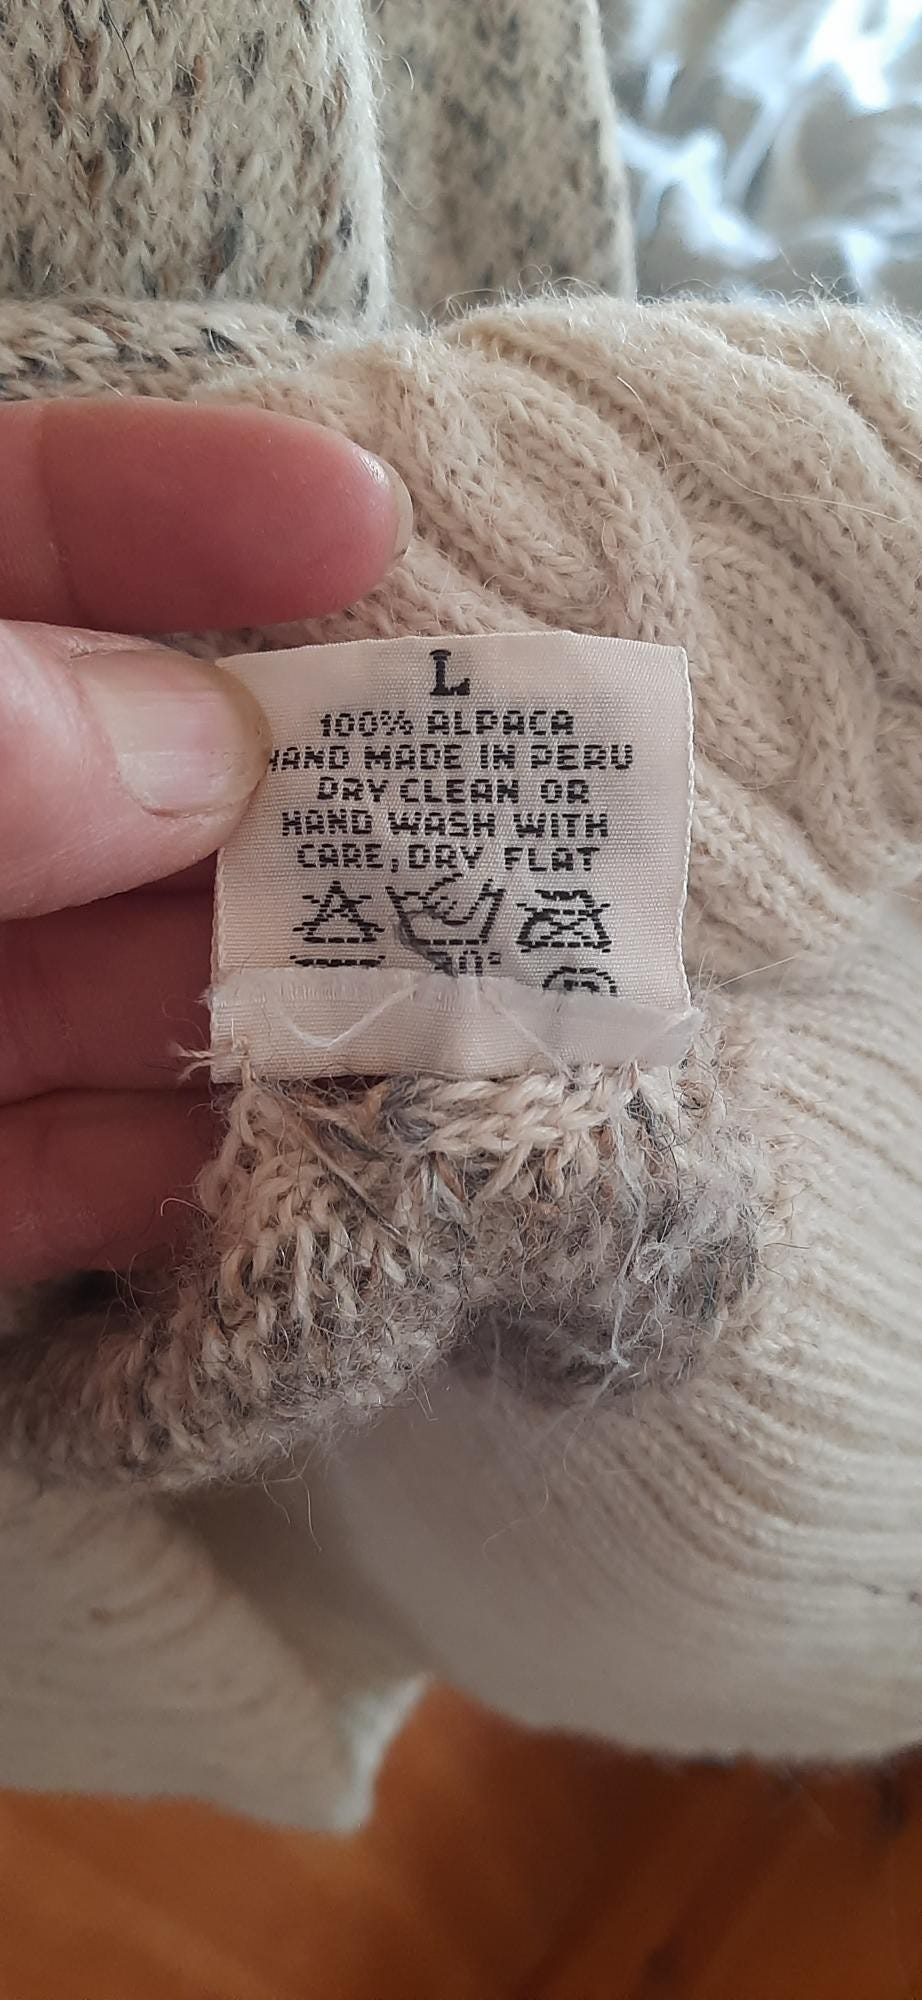 L
100% ALPACA
HAND MADE IN PERU
DRY CLEAN OR
HAND WASH WITH
CARE, DRY FLAT